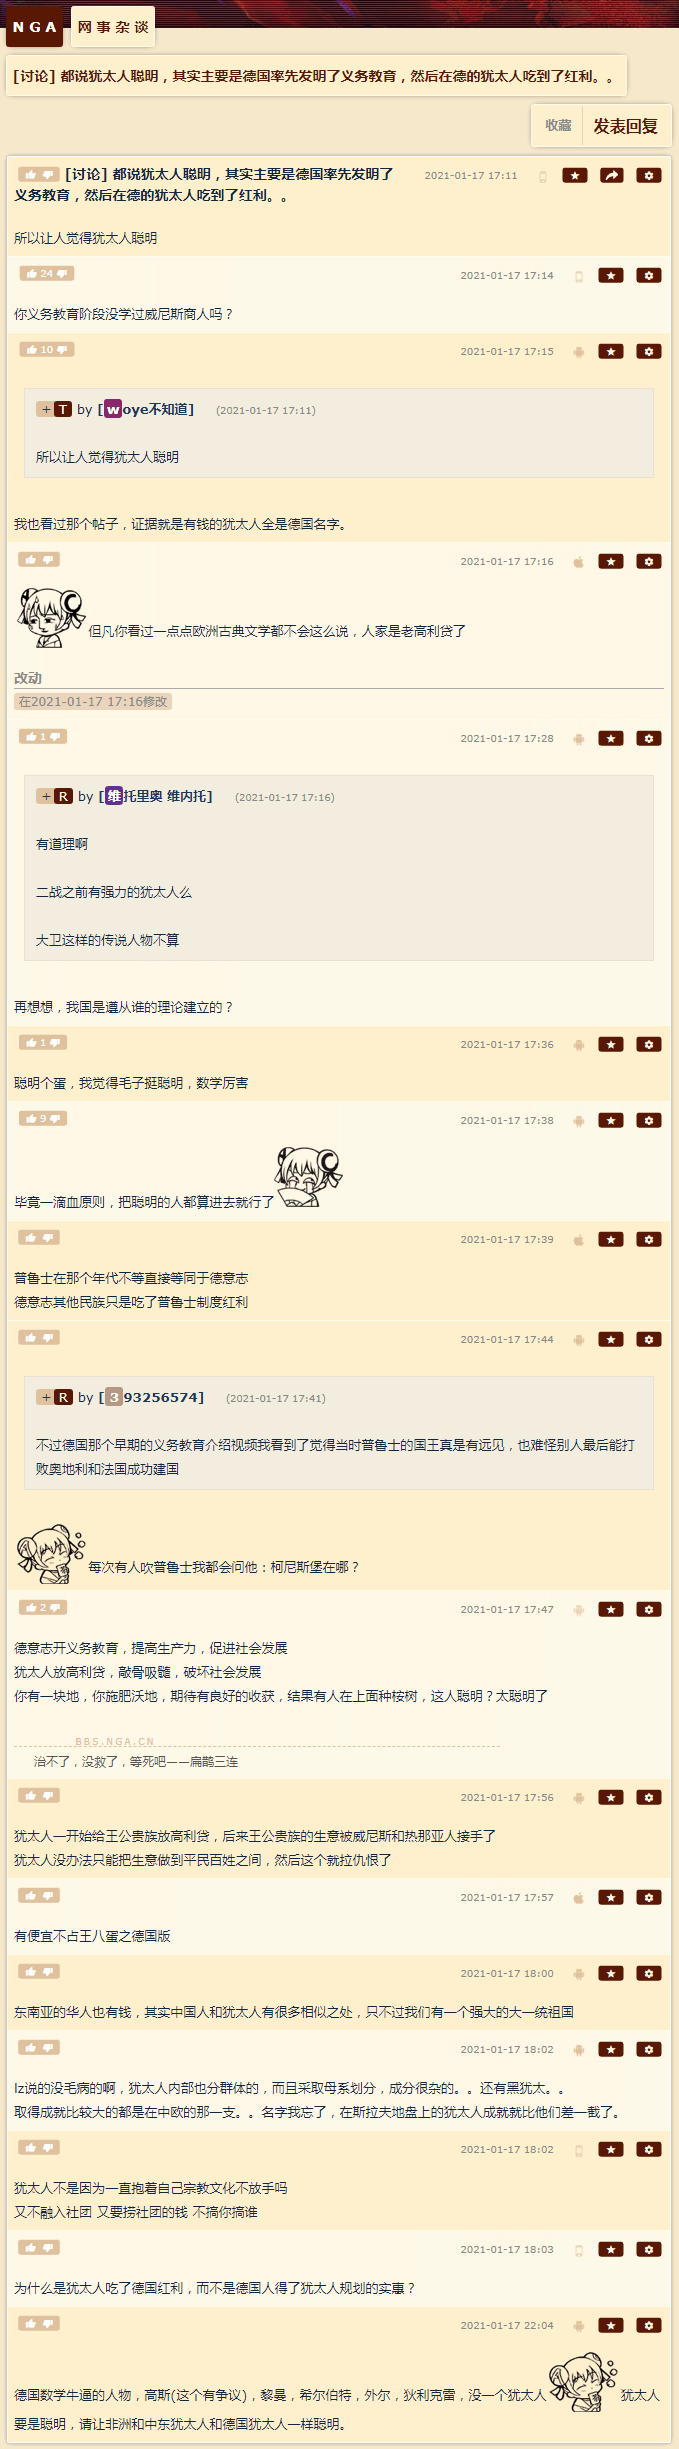 NGA 网事杂谈
[讨论] 都说犹太人聪明，其实主要是德国率先发明了义务教育，然后在德的犹太人吃到了红利。。
收藏 发表回复
[讨论] 都说犹太人聪明，其实主要是德国率先发明了 2021-01-17 17:11
义务教育，然后在德的犹太人吃到了红利。。
所以让人觉得犹太人聪明
24 2021-01-17 17:14
你义务教育阶段没学过威尼斯商人吗？
10 2021-01-17 17:15
+ T by [woye不知道] (2021-01-17 17:11)
所以让人觉得犹太人聪明
我也看过那个帖子，证据就是有钱的犹太人全是德国名字。
2021-01-17 17:16
但凡你看过一点点欧洲古典文学都不会这么说，人家是老高利贷了
改动
在2021-01-17 17:16修改
1 2021-01-17 17:28
+ R by [维托里奥 维内托] (2021-01-17 17:16)
有道理啊
二战之前有强力的犹太人么
大卫这样的传说人物不算
再想想，我国是遵从谁的理论建立的？
1 2021-01-17 17:36
聪明个蛋，我觉得毛子挺聪明，数学厉害
9 2021-01-17 17:38
毕竟一滴血原则，把聪明的人都算进去就行了
2021-01-17 17:39
普鲁士在那个年代不等直接等同于德意志
德意志其他民族只是吃了普鲁士制度红利
2021-01-17 17:44
+ R by [393256574] (2021-01-17 17:41)
不过德国那个早期的义务教育介绍视频我看到了觉得当时普鲁士的国王真是有远见，也难怪别人最后能打
败奥地利和法国成功建国
每次有人吹普鲁士我都会问他：柯尼斯堡在哪？
2 2021-01-17 17:47
德意志开义务教育，提高生产力，促进社会发展
犹太人放高利贷，敲骨吸髓，破坏社会发展
你有一块地，你施肥沃地，期待有良好的收获，结果有人在上面种桉树，这人聪明？太聪明了
BBS.NGA.CN
治不了，没救了，等死吧——扁鹊三连
2021-01-17 17:56
犹太人一开始给王公贵族放高利贷，后来王公贵族的生意被威尼斯和热那亚人接手了
犹太人没办法只能把生意做到平民百姓之间，然后这个就拉仇恨了
2021-01-17 17:57
有便宜不占王八蛋之德国版
2021-01-17 18:00
东南亚的华人也有钱，其实中国人和犹太人有很多相似之处，只不过我们有一个强大的大一统祖国
2021-01-17 18:02
lz说的没毛病的啊，犹太人内部也分群体的，而且采取母系划分，成分很杂的。。还有黑犹太。。
取得成就比较大的都是在中欧的那一支。。名字我忘了，在斯拉夫地盘上的犹太人成就就比他们差一截了。
2021-01-17 18:02
犹太人不是因为一直抱着自己宗教文化不放手吗
又不融入社团 又要捞社团的钱 不搞你搞谁
2021-01-17 18:03
为什么是犹太人吃了德国红利，而不是德国人得了犹太人规划的实惠？
2021-01-17 22:04
德国数学牛逼的人物，高斯(这个有争议)，黎曼，希尔伯特，外尔，狄利克雷，没一个犹太人 犹太人
要是聪明，请让非洲和中东犹太人和德国犹太人一样聪明。